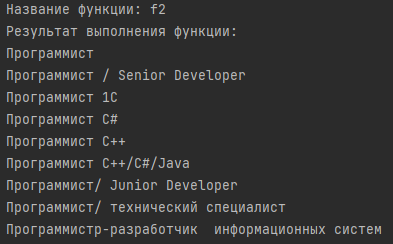 Название функции: f2
Результат выполнения функции:
Программист
Программист / Senior Developer
Программист 1С
Программист C#
Программист C++
Программист C++/C#/Java
Программист/ Junior Developer
Программист/ технический специалист
Программистр-разработчик  информационных систем